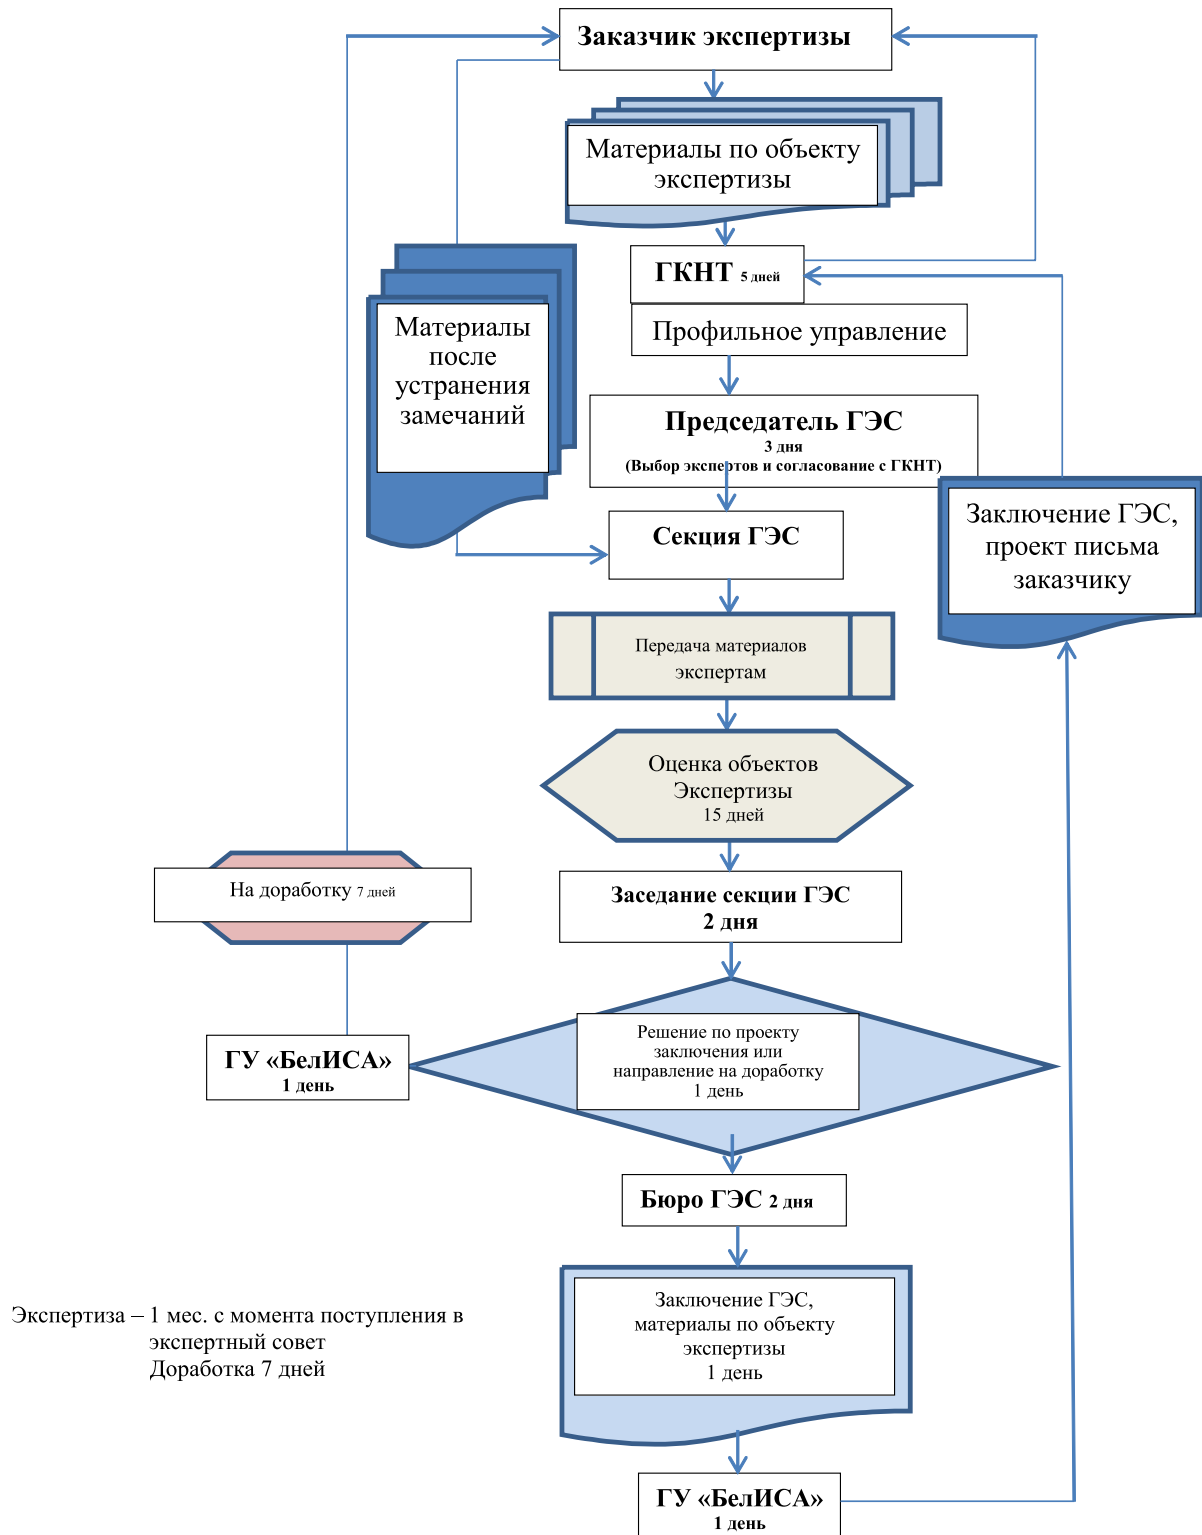 Заказчик экспертизы
Материалы по объекту
экспертизы
ГКНТ 5 дней
Профильное управление
Материалы
после
устранения
замечаний
Председатель ГЭС
3 дня
(Выбор экспертов и согласование с ГКНТ)
Секция ГЭС
Заключение ГЭС,
проект письма
заказчику
Передача материалов
экспертам
Оценка объектов
Экспертизы
15 дней
На доработку 7 дней
Заседание секции ГЭС
2 дня
Решение по проекту
заключения или
направление на доработку
1 день
ГУ «БелИСА»
1 день
Бюро ГЭС 2 дня
Заключение ГЭС,
материалы по объекту
экспертизы
1 день
Экспертиза – 1 мес. с момента поступления в
экспертный совет
Доработка 7 дней
ГУ «БелИСА»
1 день